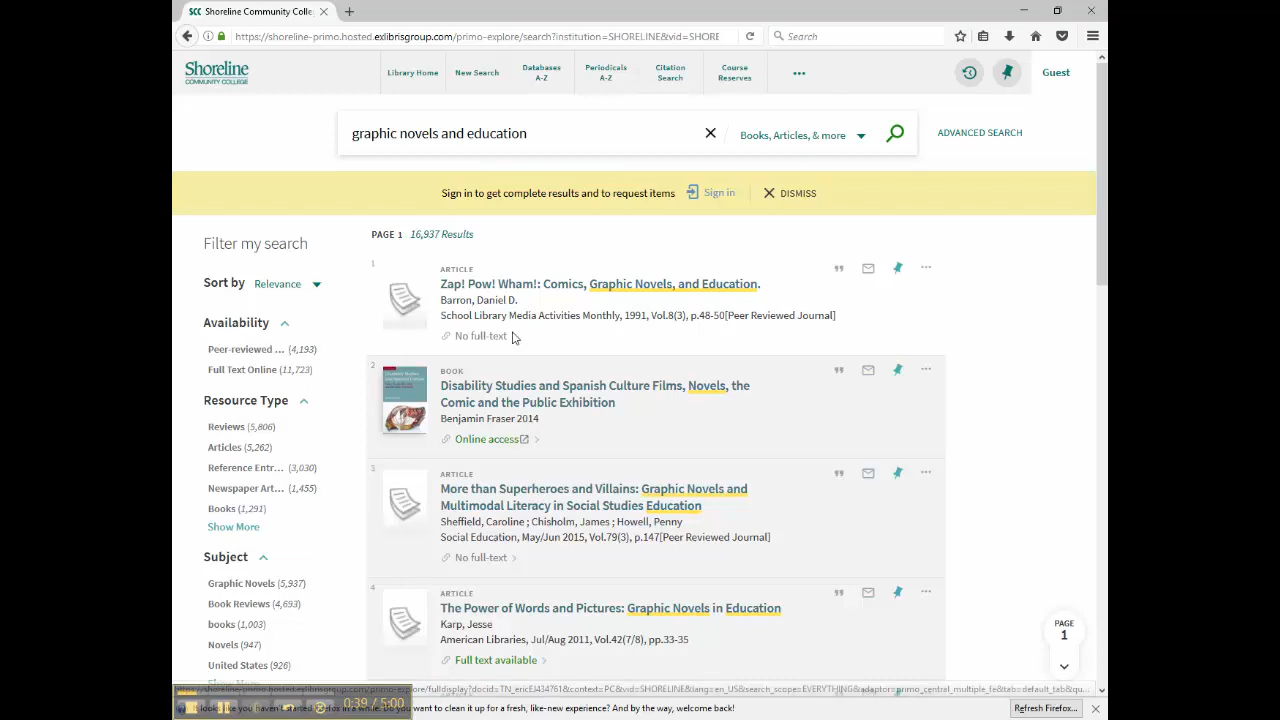 SCC Shoreline Community Colle
https://shoreline-primo.hosted.exlibrisgroup.com/primo-explore/search?institution=SHORELINE&vid=SHORE
Search
Shoreline
COMMUNITY COLLEGE
Library Home
New Search
Databases
A-Z
Periodicals
A-Z
Citation
Search
Course
Reserves
Guest
graphic novels and education
Books, Articles, & more
ADVANCED SEARCH
Sign in to get complete results and to request items
Sign in
DISMISS
Filter my search
Sort by Relevance
Availability
Peer-reviewed ... (4,193)
Full Text Online (11,723)
Resource Type
Reviews (5,806)
Articles (5,262)
Reference Entr... (3,030)
Newspaper Art... (1,455)
Books (1,291)
Show More
Subject
Graphic Novels (5,937)
Book Reviews (4,693)
books (1,003)
Novels (947)
United States (926)
Show More
PAGE 1 16,937 Results
1
ARTICLE
Zap! Pow! Wham!: Comics, Graphic Novels, and Education.
Barron, Daniel D.
School Library Media Activities Monthly, 1991, Vol.8(3), p.48-50[Peer Reviewed Journal]
No full-text
2
BOOK
Disability Studies and Spanish Culture Films, Novels, the
Comic and the Public Exhibition
Benjamin Fraser 2014
Online access
3
ARTICLE
More than Superheroes and Villains: Graphic Novels and
Multimodal Literacy in Social Studies Education
Sheffield, Caroline ; Chisholm, James ; Howell, Penny
Social Education, May/Jun 2015, Vol.79(3), p.147[Peer Reviewed Journal]
No full-text
4
ARTICLE
The Power of Words and Pictures: Graphic Novels in Education
Karp, Jesse
American Libraries, Jul/Aug 2011, Vol.42(7/8), pp.33-35
Full text available
PAGE
1
0:39 / 5:00
do you want to clean it up for a fresh, like-new experience? And by the way, welcome back!
Refresh Firefox...